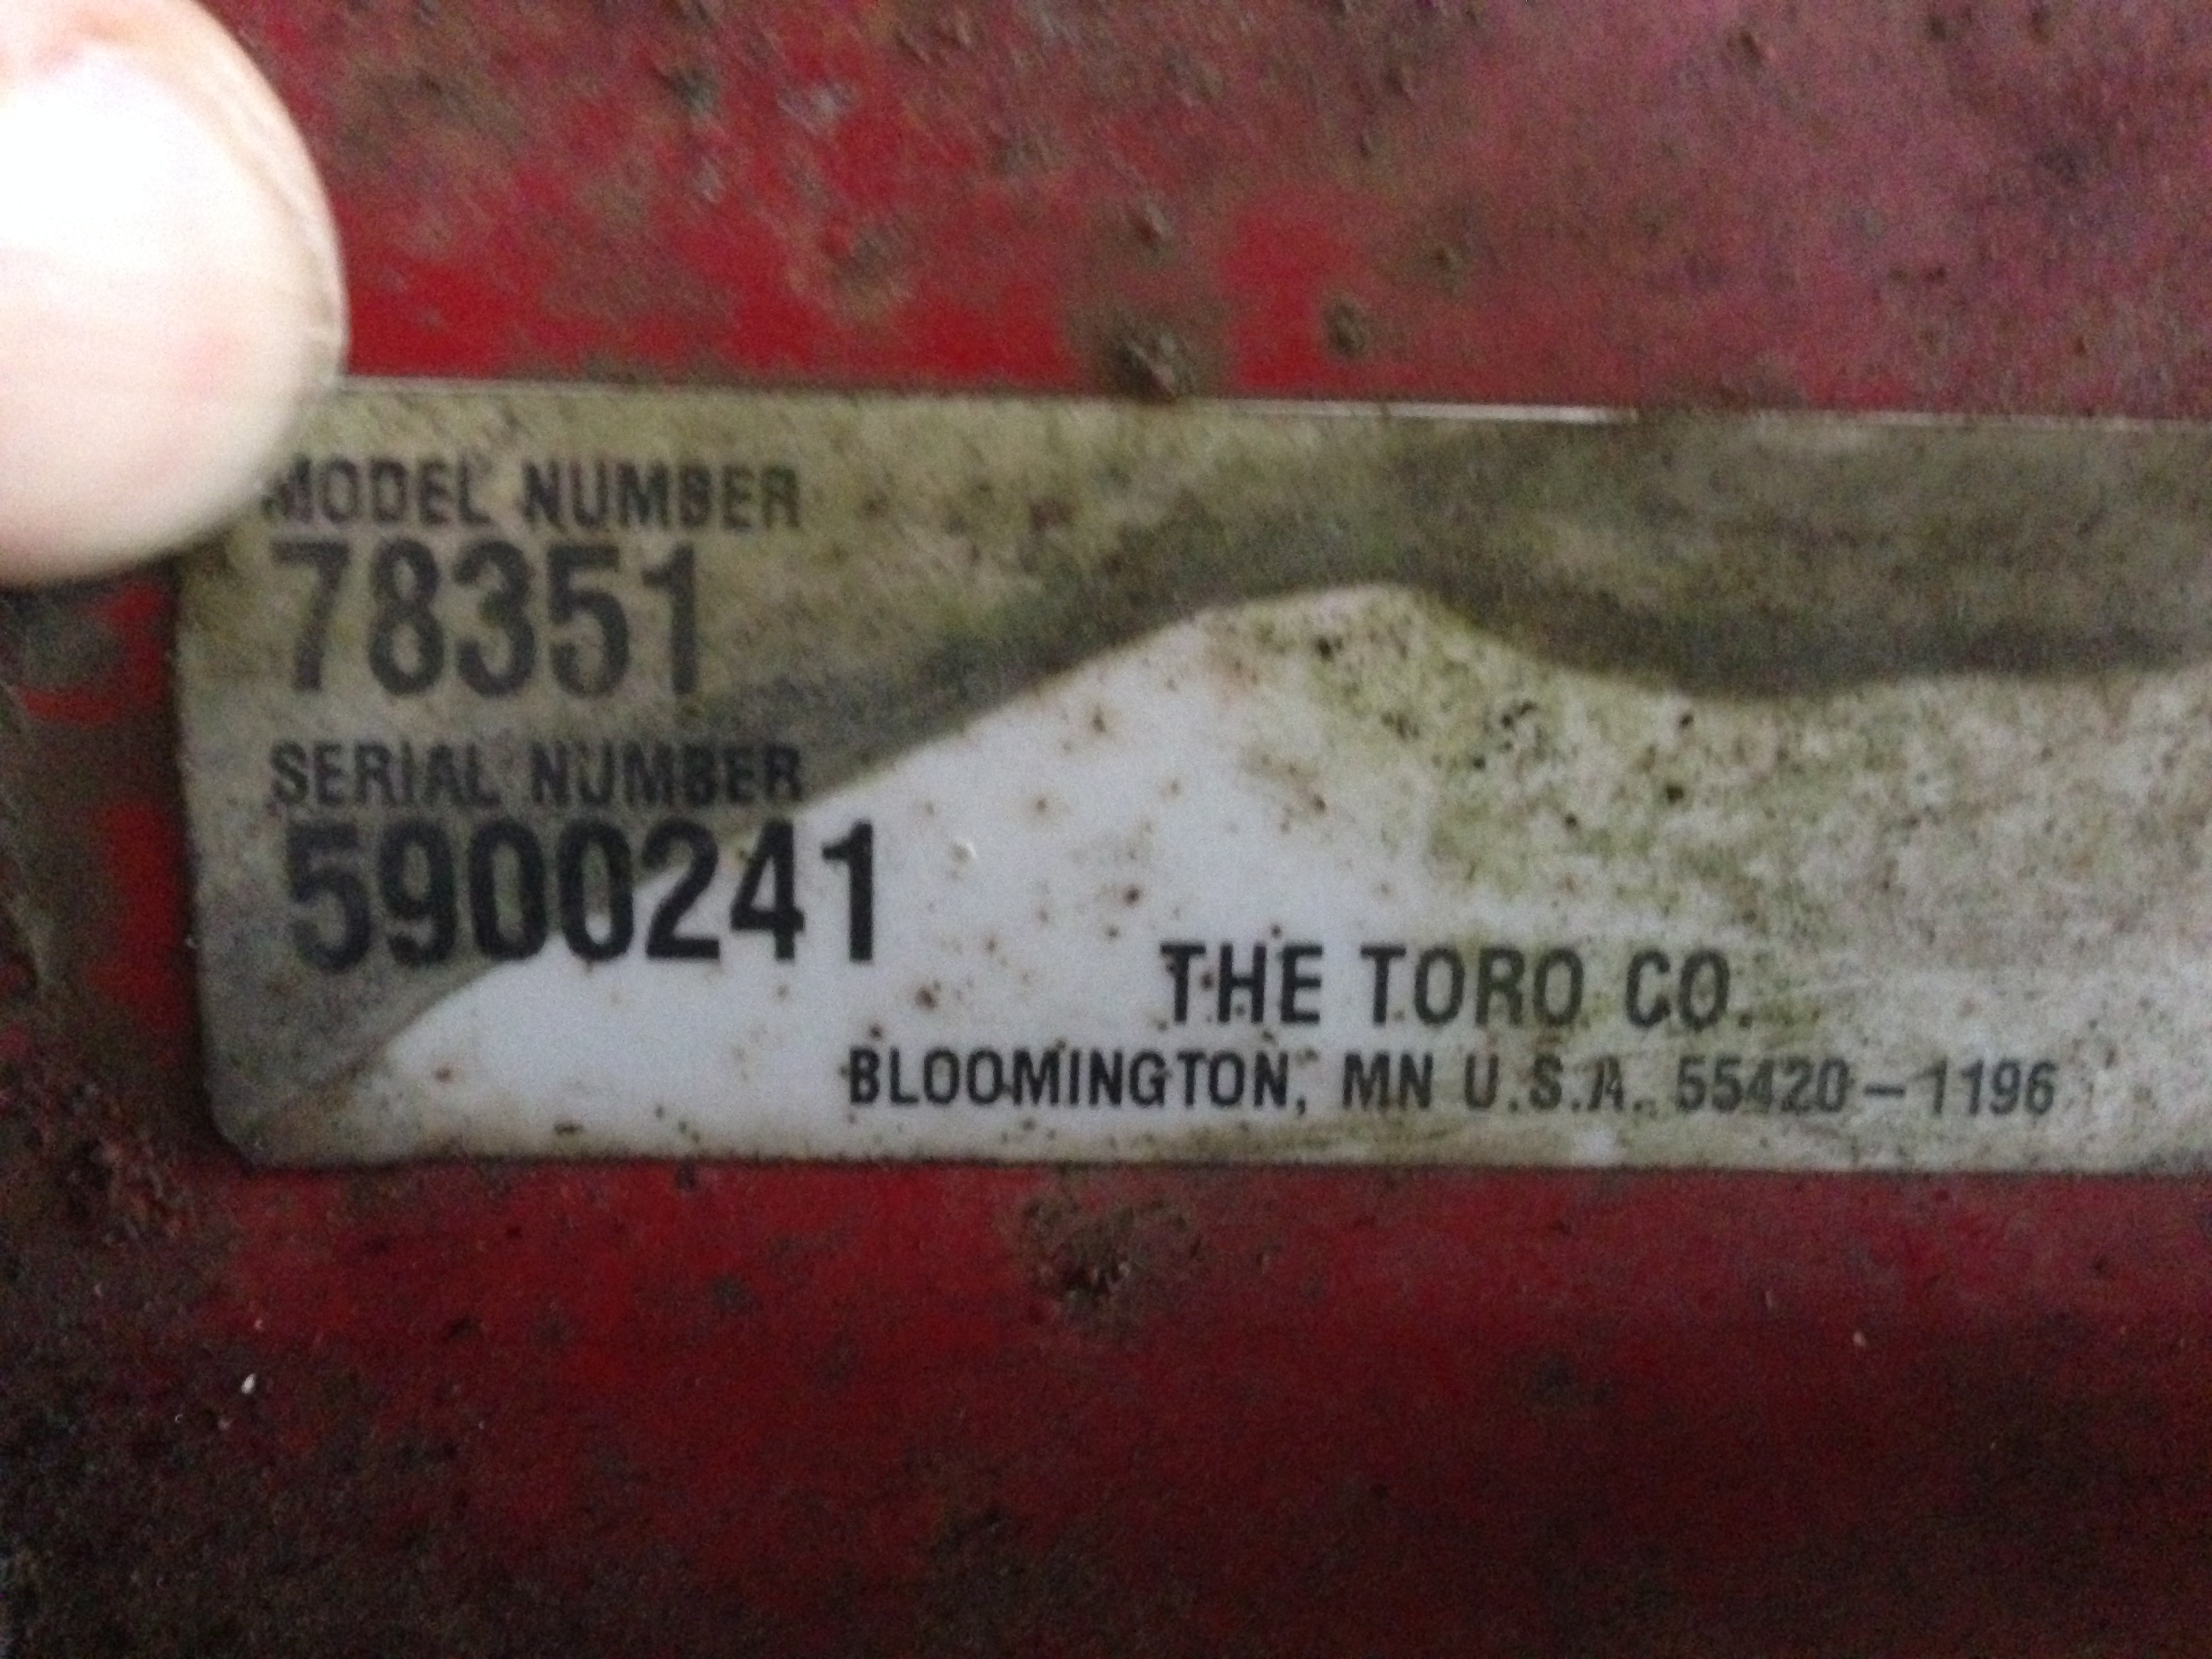 MODEL NUMBER
78351
SERIAL NUMBER
5900241
THE TORO CO.
BLOOMINGTON, MN U.S.A. 55420-1196